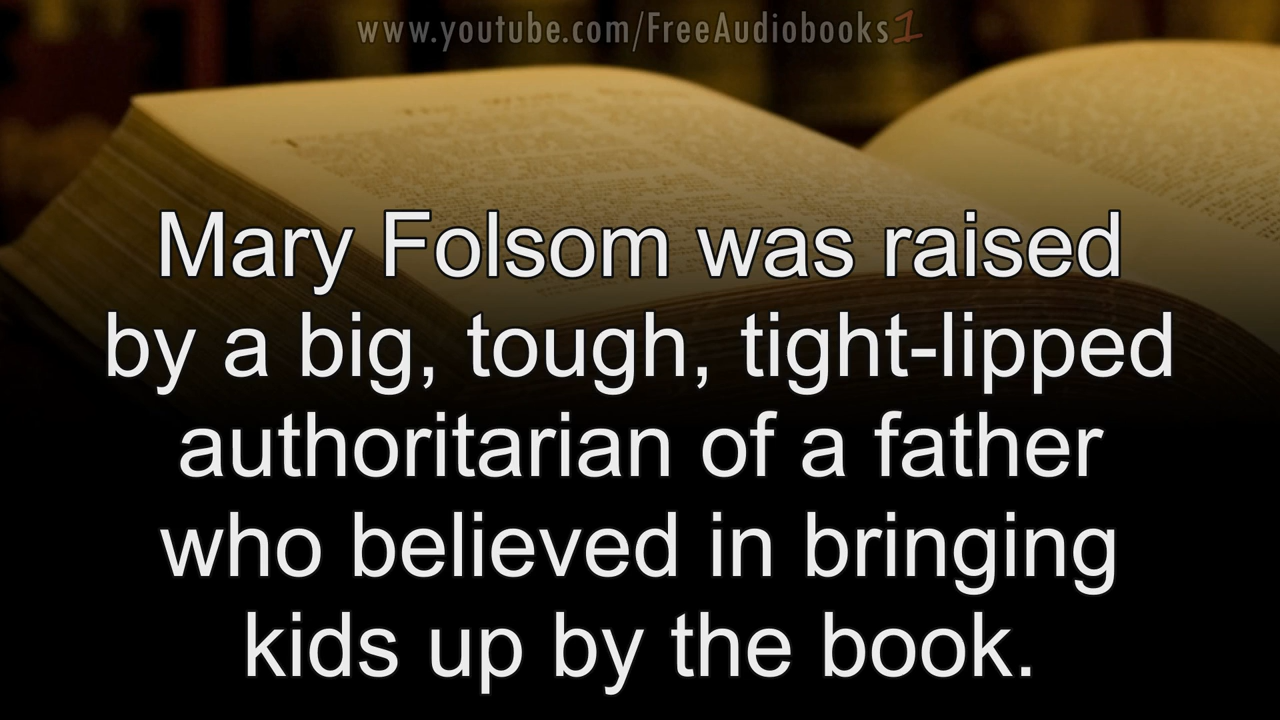 www.youtube.com/FreeAudiobooks1
Mary Folsom was raised
by a big, tough, tight-lipped
authoritarian of a father
who believed in bringing
kids up by the book.